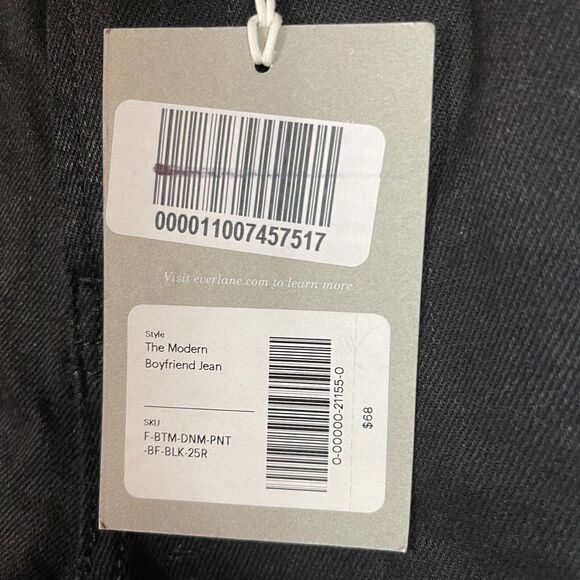 000011007457517
Visit everlane.com to learn more.
Style
The Modern
Boyfriend Jean
SKU
F-BTM-DNM-PNT
-BF-BLK-25R
0-00000-21155-0
$68